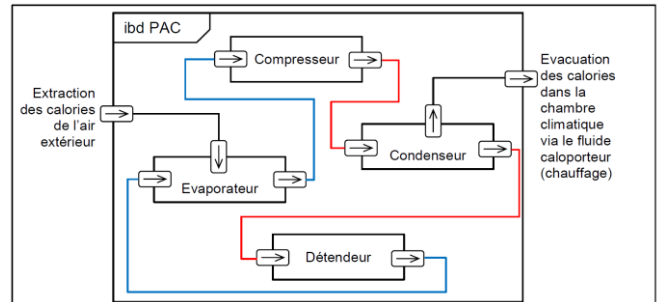 ibd PAC
Compresseur
Extraction
des calories
de l'air
extérieur
Evacuation
des calories
dans la
chambre
climatique
via le fluide
caloporteur
(chauffage)
Condenseur
Evaporateur
Détendeur